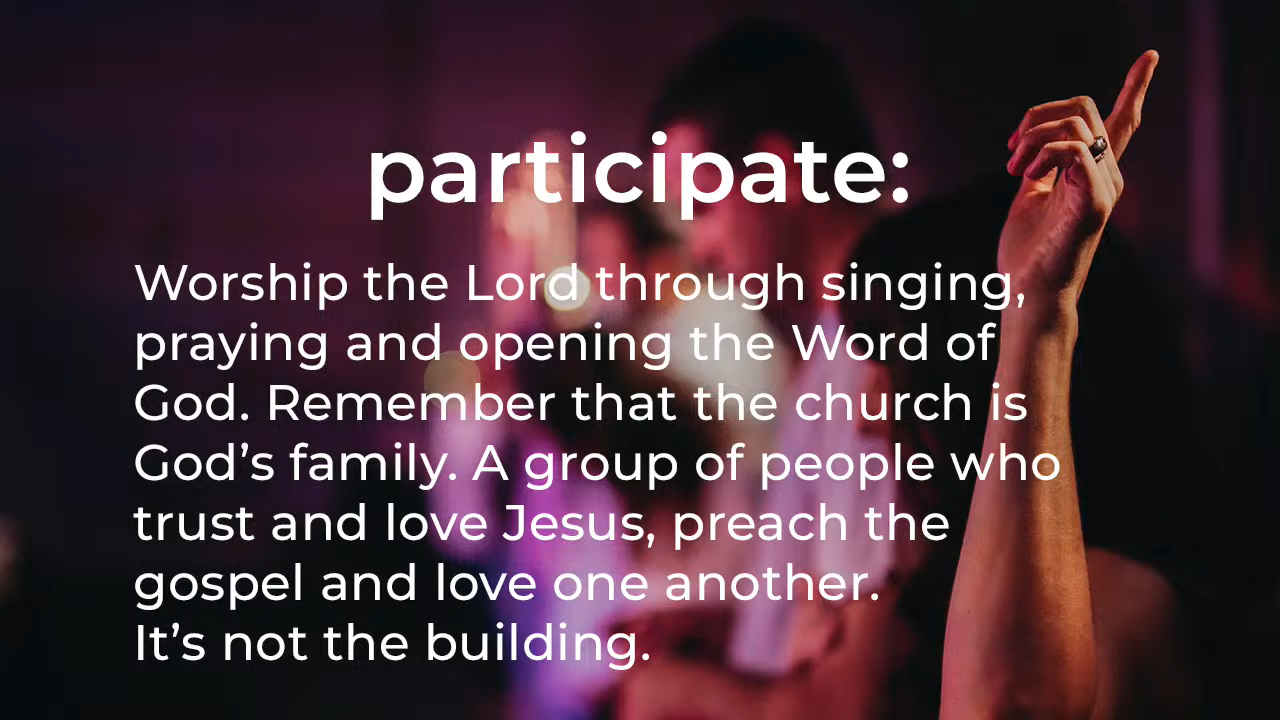 participate:
Worship the Lord through singing,
praying and opening the Word of
God. Remember that the church is
God’s family. A group of people who
trust and love Jesus, preach the
gospel and love one another.
It’s not the building.